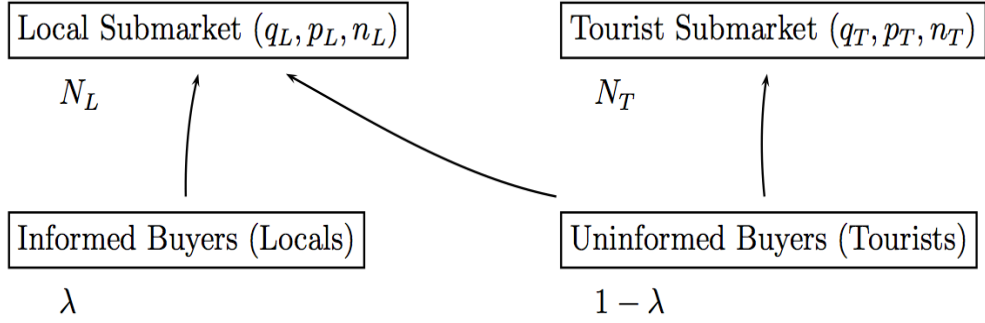 Local Submarket (q_L, p_L, n_L)
Tourist Submarket (q_T, p_T, n_T)
N_L
N_T
Informed Buyers (Locals)
Uninformed Buyers (Tourists)
λ
1 − λ